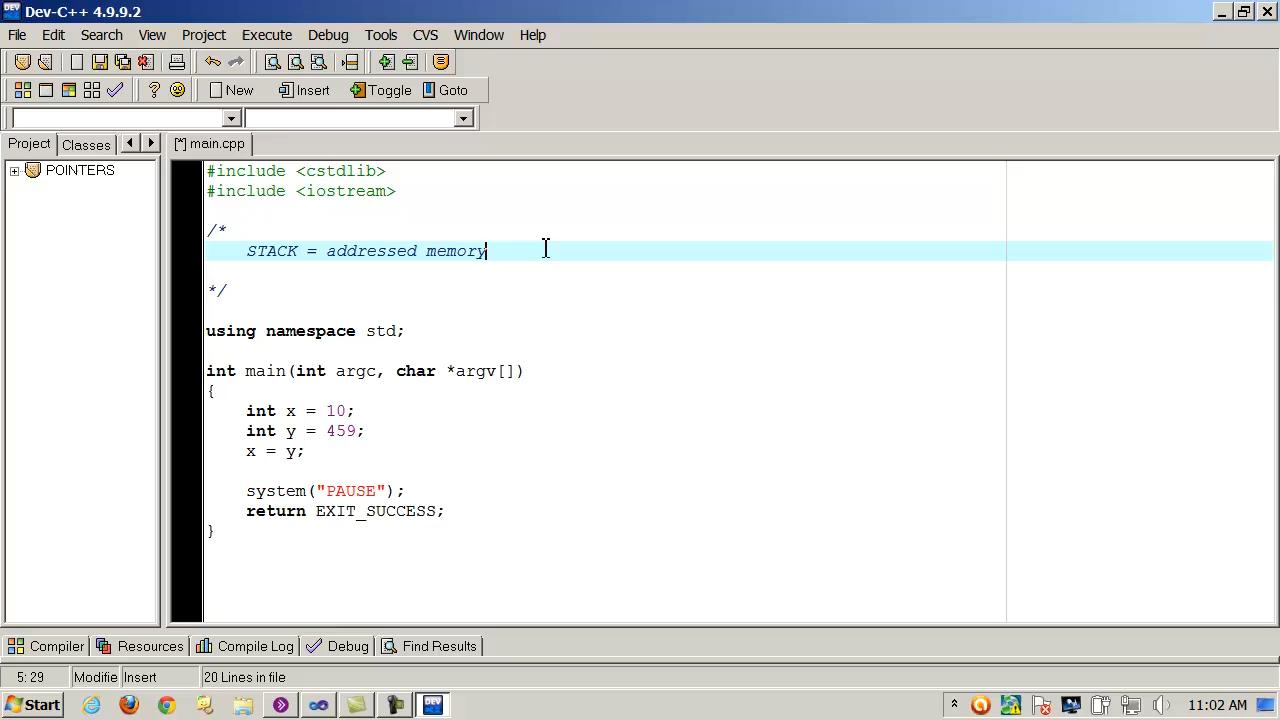 Dev-C++ 4.9.9.2
File Edit Search View Project Execute Debug Tools CVS Window Help
New Insert Toggle Goto
Project Classes [*] main.cpp
POINTERS
#include <cstdlib>
#include <iostream>
/*
STACK = addressed memory
*/
using namespace std;
int main(int argc, char *argv[])
{
int x = 10;
int y = 459;
x = y;
system("PAUSE");
return EXIT_SUCCESS;
}
Compiler Resources Compile Log Debug Find Results
5: 29 Modifie Insert 20 Lines in file
Start 11:02 AM